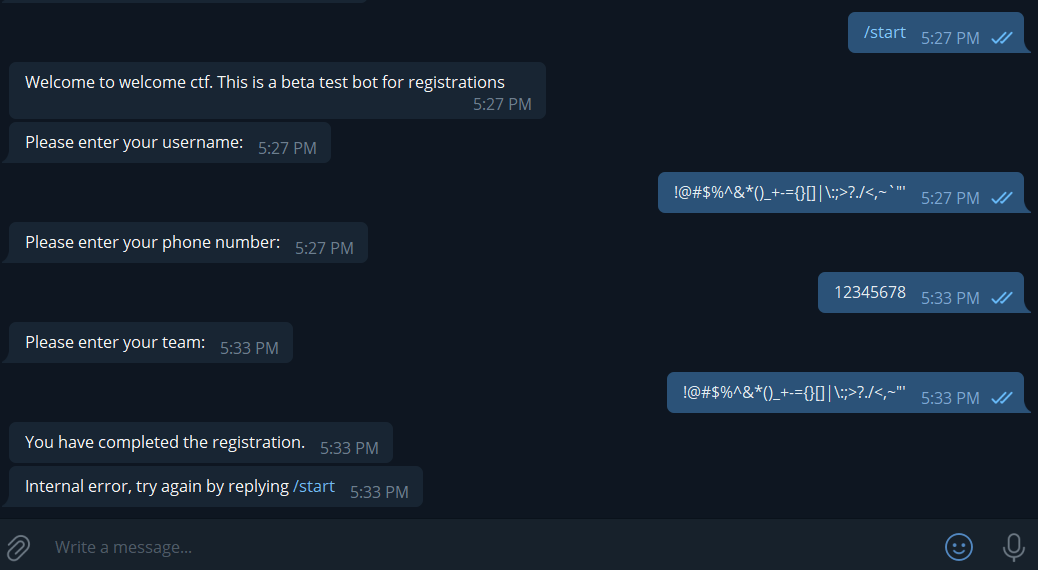 /start 5:27 PM
Welcome to welcome ctf. This is a beta test bot for registrations
5:27 PM
Please enter your username: 5:27 PM
!@#$%^&*()_+-={}[]|\:;>?./<,~`"' 5:27 PM
Please enter your phone number: 5:27 PM
12345678 5:33 PM
Please enter your team: 5:33 PM
!@#$%^&*()_+-={}[]|\:;>?./<,~"' 5:33 PM
You have completed the registration. 5:33 PM
Internal error, try again by replying /start 5:33 PM
Write a message...